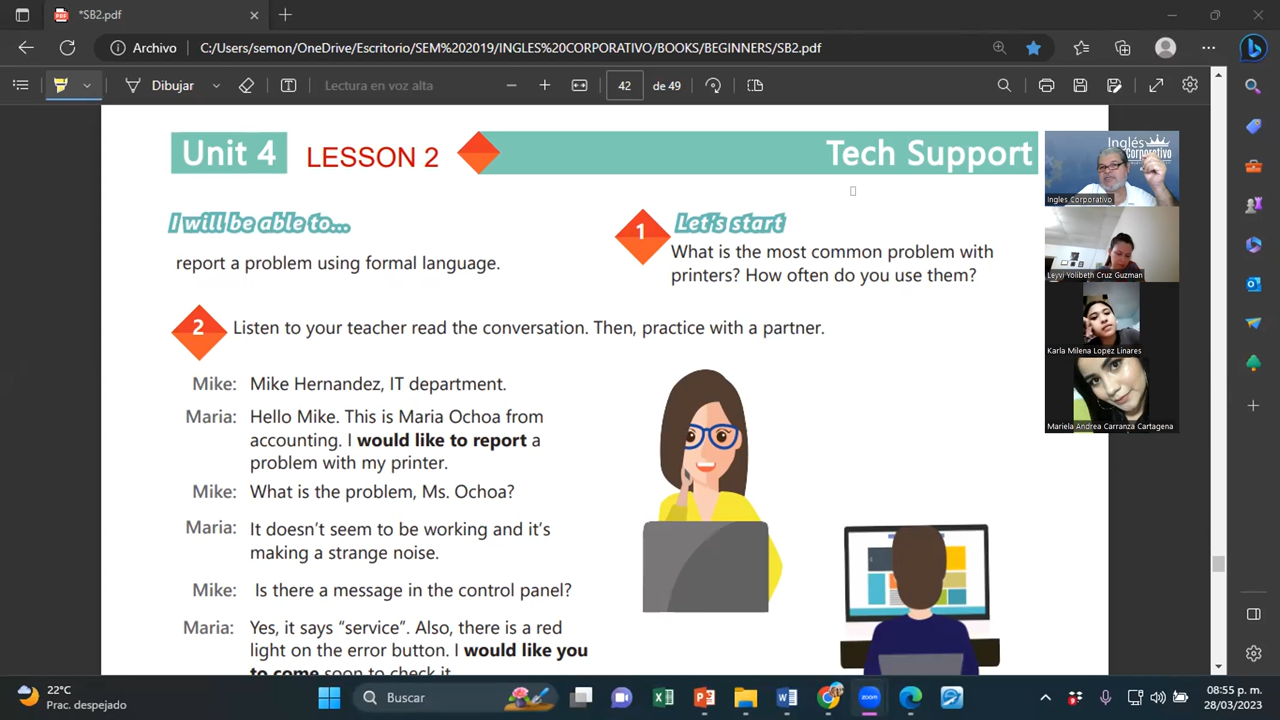 *SB2.pdf
Archivo C:/Users/semon/OneDrive/Escritorio/SEM%202019/INGLES%20CORPORATIVO/BOOKS/BEGINNERS/SB2.pdf
Dibujar Lectura en voz alta 42 de 49
Unit 4 LESSON 2 Tech Support
I will be able to...
report a problem using formal language.
1 Let's start
What is the most common problem with
printers? How often do you use them?
2 Listen to your teacher read the conversation. Then, practice with a partner.
Mike: Mike Hernandez, IT department.
Maria: Hello Mike. This is Maria Ochoa from
accounting. I would like to report a
problem with my printer.
Mike: What is the problem, Ms. Ochoa?
Maria: It doesn't seem to be working and it's
making a strange noise.
Mike: Is there a message in the control panel?
Maria: Yes, it says “service”. Also, there is a red
light on the error button. I would like you
to come soon to check it.
Inglés
Corporativo
Ingles Corporativo
Leyvi Yolibeth Cruz Guzman
Karla Milena Lopez Linares
Mariela Andrea Carranza Cartagena
22°C
Prac. despejado
Buscar
08:55 p. m.
28/03/2023